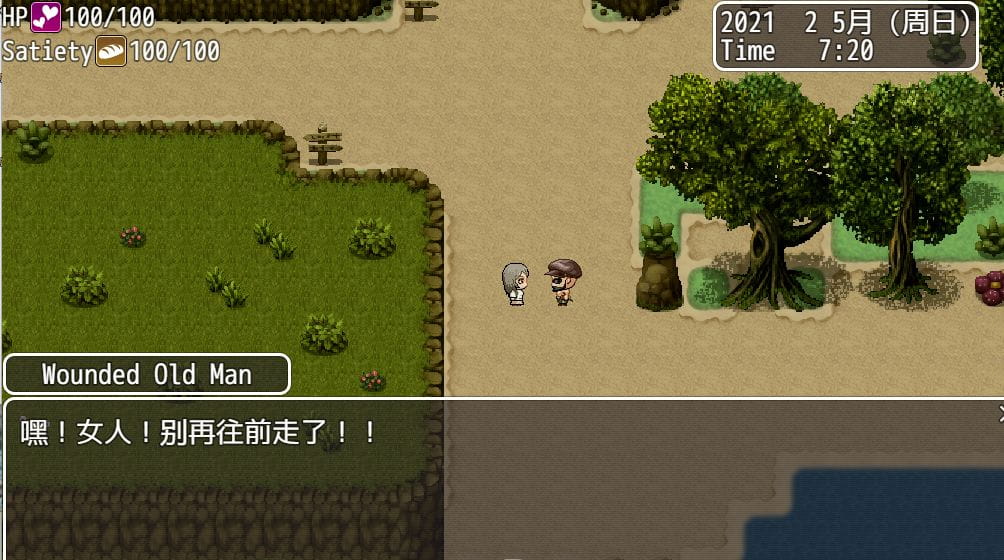 HP 100/100
Satiety 100/100
2021 2 5月 (周日)
Time 7:20
Wounded Old Man
嘿！女人！别再往前走了！！